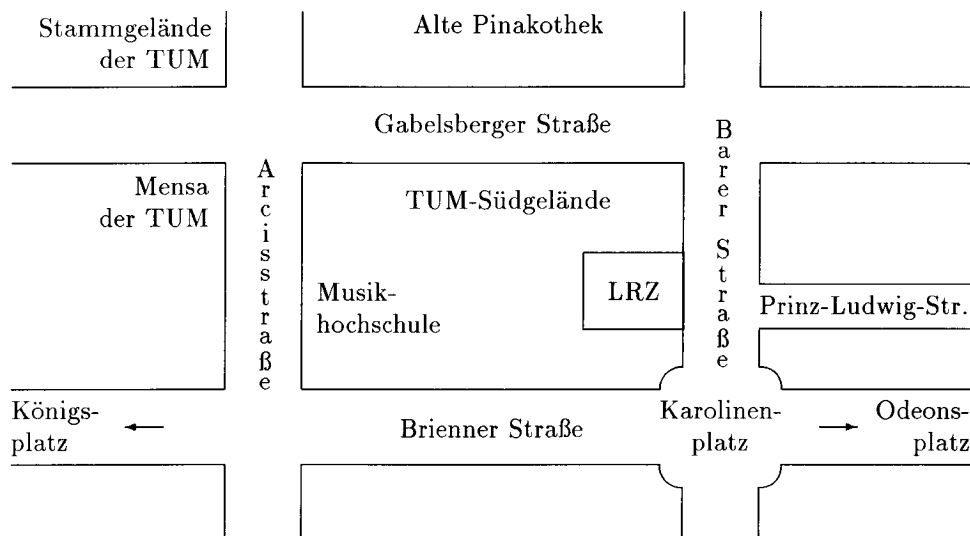 Stammgelände
der TUM
Alte Pinakothek
Gabelsberger Straße
Barer Straße
Arcisstraße
Mensa
der TUM
TUM-Südgelände
Musik-
hochschule
LRZ
Prinz-Ludwig-Str.
Königs-
platz
Brienner Straße
Karolinen-
platz
Odeons-
platz